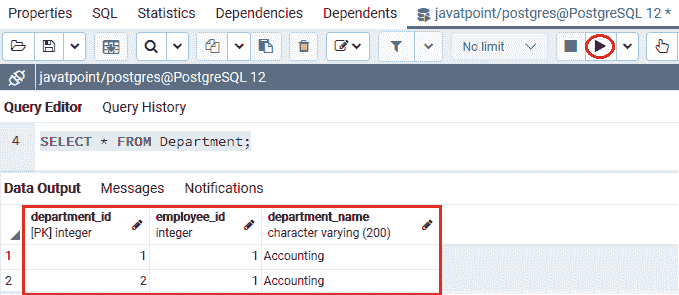 Properties SQL Statistics Dependencies Dependents javatpoint/postgres@PostgreSQL 12 *
No limit
javatpoint/postgres@PostgreSQL 12
Query Editor Query History
4 SELECT * FROM Department;
Data Output Messages Notifications
department_id employee_id department_name
[PK] integer integer character varying (200)
1 1 1 Accounting
2 2 1 Accounting